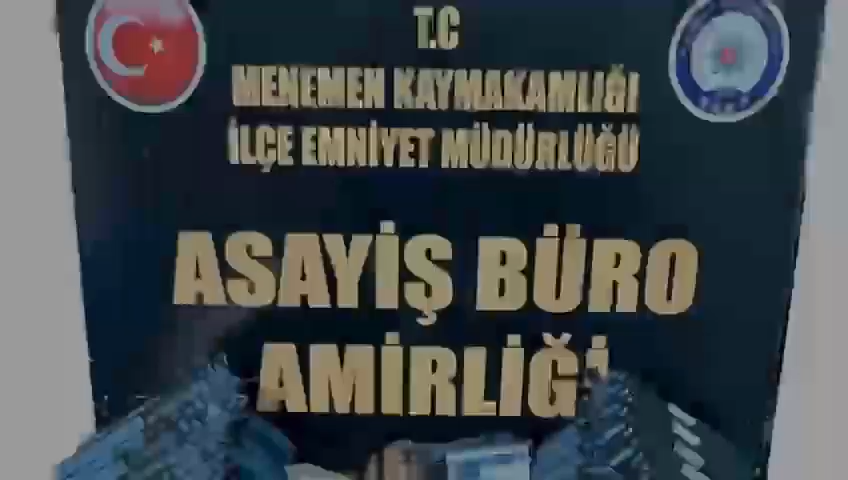 T.C
MENEMEN KAYMAKAMLIĞI
İLÇE EMNİYET MÜDÜRLÜĞÜ
ASAYİŞ BÜRO
AMİRLİĞİ